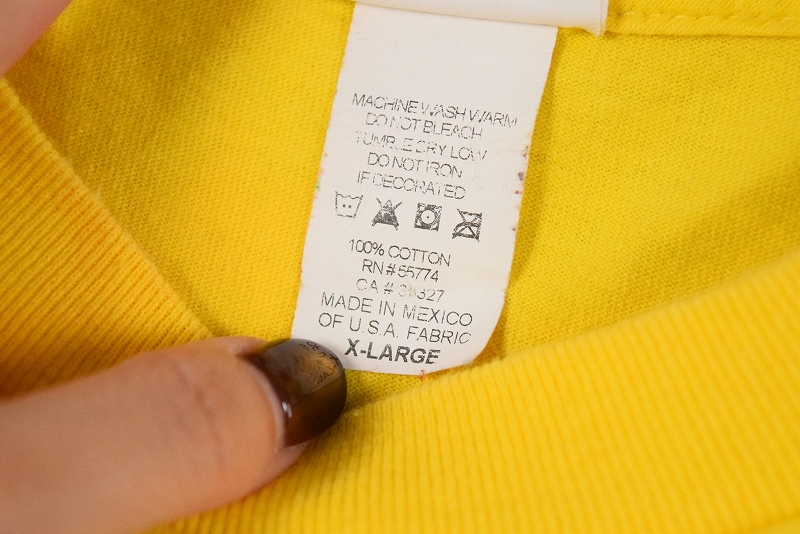 MACHINE WASH WARM
DO NOT BLEACH
TUMBLE DRY LOW
DO NOT IRON
IF DECORATED
100% COTTON
RN # 55774
CA #
MADE IN MEXICO
OF U.S.A. FABRIC
X-LARGE